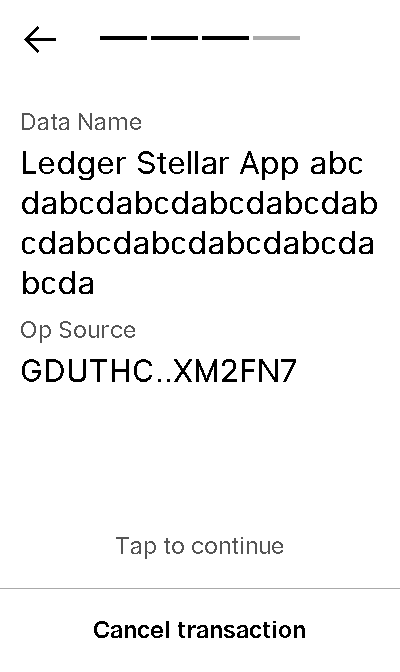 Data Name
Ledger Stellar App abc
dabcdabcdabcdabcdab
cdabcdabcdabcdabcda
bcda
Op Source
GDUTHC..XM2FN7
Tap to continue
Cancel transaction